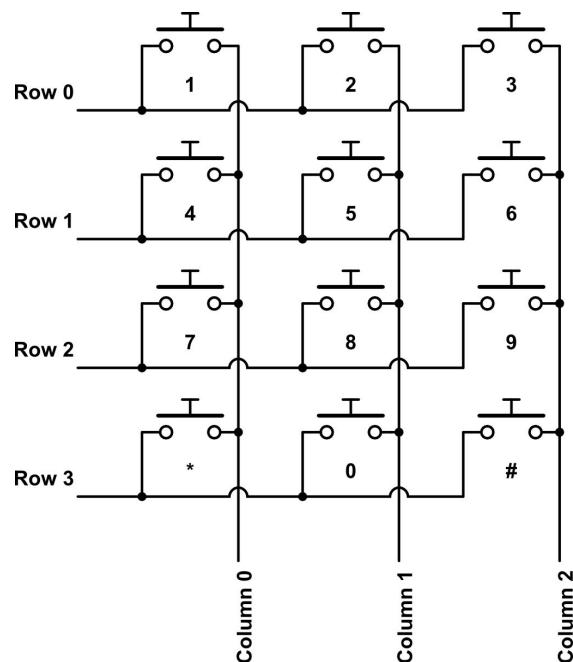 1 2 3
Row 0
4 5 6
Row 1
7 8 9
Row 2
* 0 #
Row 3
Column 0
Column 1
Column 2